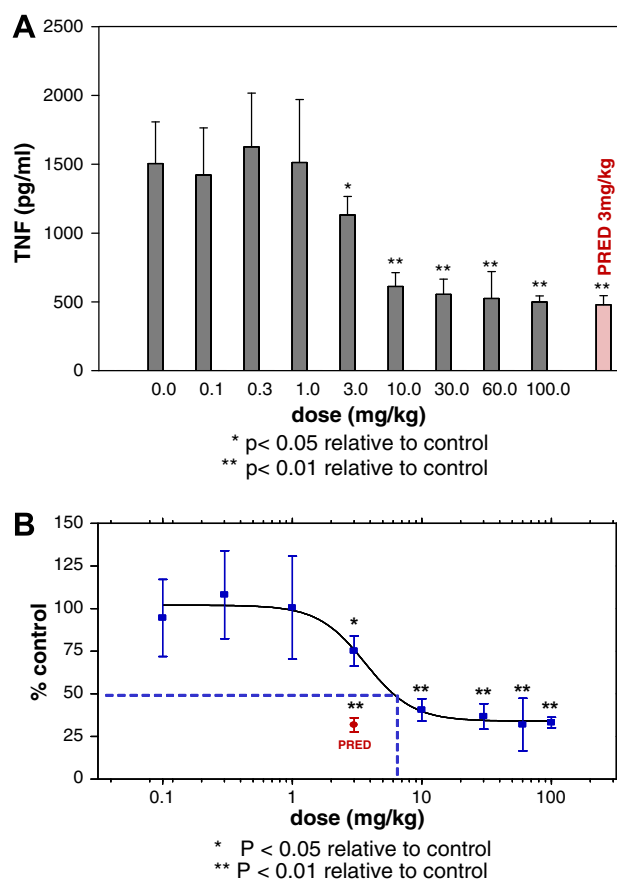 A
TNF (pg/ml)
2500
2000
1500
1000
500
0
* ** ** ** ** **
PRED 3mg/kg
0.0 0.1 0.3 1.0 3.0 10.0 30.0 60.0 100.0
dose (mg/kg)
* p< 0.05 relative to control
** p< 0.01 relative to control
B
% control
150
125
100
75
50
25
0
*
** ** ** ** **
PRED
0.1 1 10 100
dose (mg/kg)
* P < 0.05 relative to control
** P < 0.01 relative to control